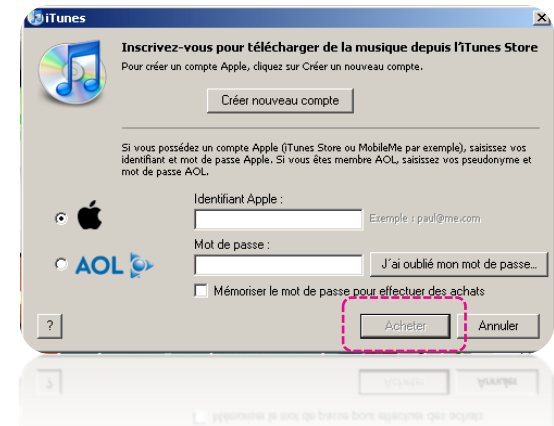 iTunes
Inscrivez-vous pour télécharger de la musique depuis l'iTunes Store
Pour créer un compte Apple, cliquez sur Créer un nouveau compte.
Créer nouveau compte
Si vous possédez un compte Apple (iTunes Store ou MobileMe par exemple), saisissez vos
identifiant et mot de passe Apple. Si vous êtes membre AOL, saisissez vos pseudonyme et
mot de passe AOL.
Identifiant Apple :
Exemple : paul@me.com
AOL
Mot de passe :
J'ai oublié mon mot de passe...
Mémoriser le mot de passe pour effectuer des achats
? Acheter Annuler